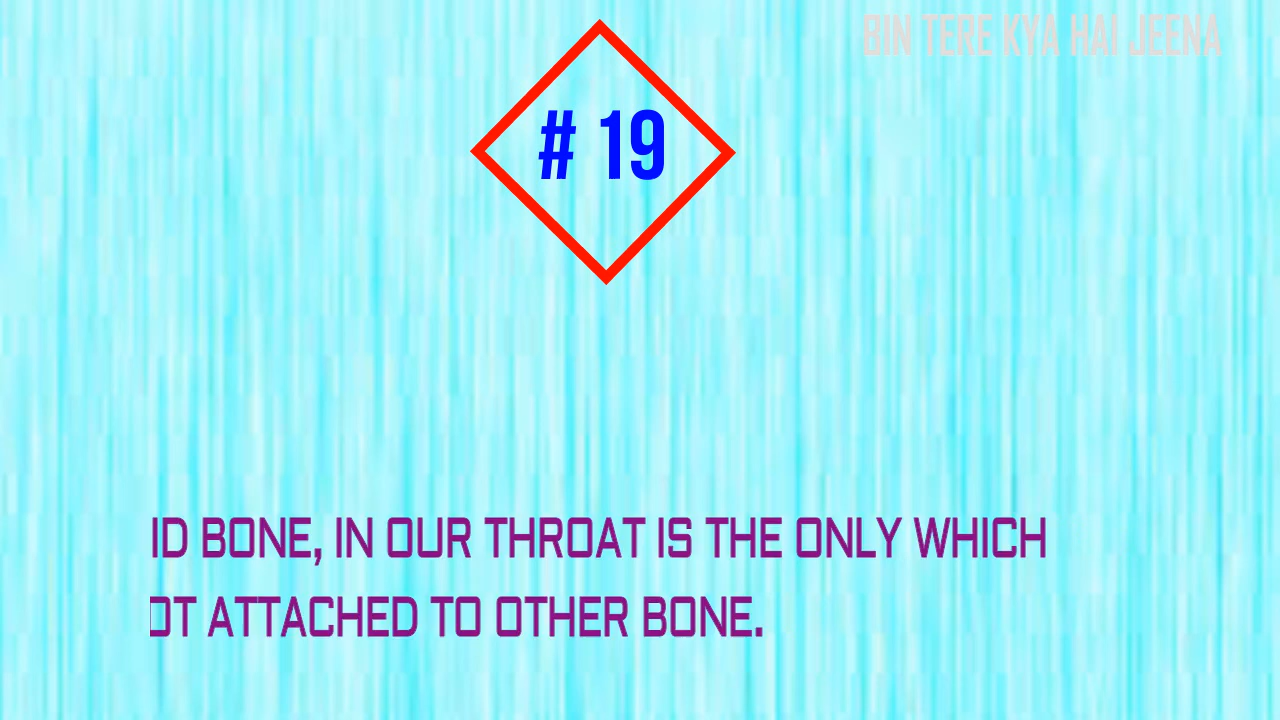 BIN TERE KYA HAI JEENA
# 19
ID BONE, IN OUR THROAT IS THE ONLY WHICH
OT ATTACHED TO OTHER BONE.